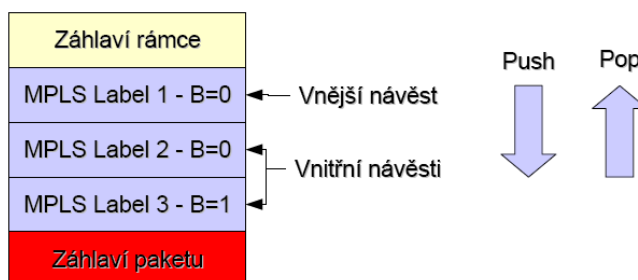 Záhlaví rámce
MPLS Label 1 - B=0
MPLS Label 2 - B=0
MPLS Label 3 - B=1
Záhlaví paketu
Vnější návěst
Vnitřní návěsti
Push
Pop